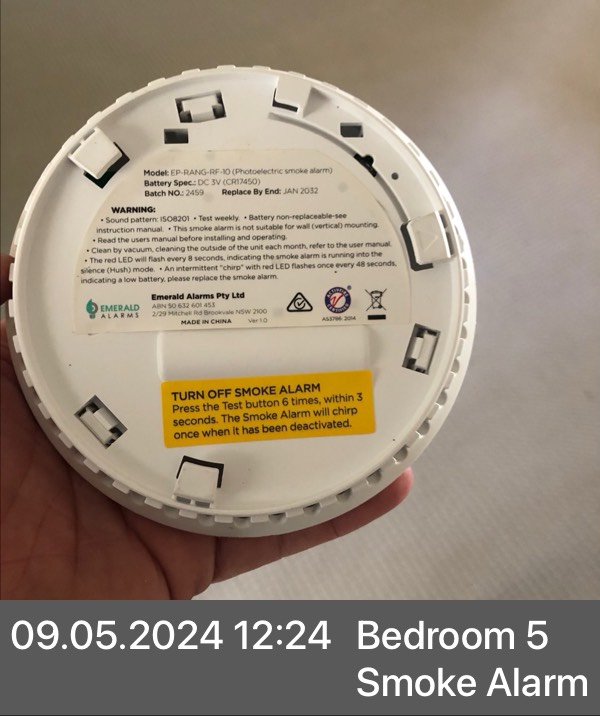 Model: EP-RANG-RF-10 (Photoelectric smoke alarm)
Battery Spec.: DC 3V (CR17450)
Batch NO.: 2459 Replace By End: JAN 2032
WARNING:
• Sound pattern: ISO8201 • Test weekly. • Battery non-replaceable-see
instruction manual. • This smoke alarm is not suitable for wall (vertical) mounting.
• Read the users manual before installing and operating.
• Clean by vacuum, cleaning the outside of the unit each month, refer to the user manual.
• The red LED will flash every 8 seconds, indicating the smoke alarm is running into the
silence (Hush) mode. • An intermittent "chirp" with red LED flashes once every 48 seconds,
indicating a low battery, please replace the smoke alarm.
EMERALD
ALARMS
Emerald Alarms Pty Ltd
ABN 50 632 601 453
2/29 Mitchell Rd Brookvale NSW 2100
MADE IN CHINA Ver 1.0
AS3786: 2014
TURN OFF SMOKE ALARM
Press the Test button 6 times, within 3
seconds. The Smoke Alarm will chirp
once when it has been deactivated.
09.05.2024 12:24 Bedroom 5
Smoke Alarm